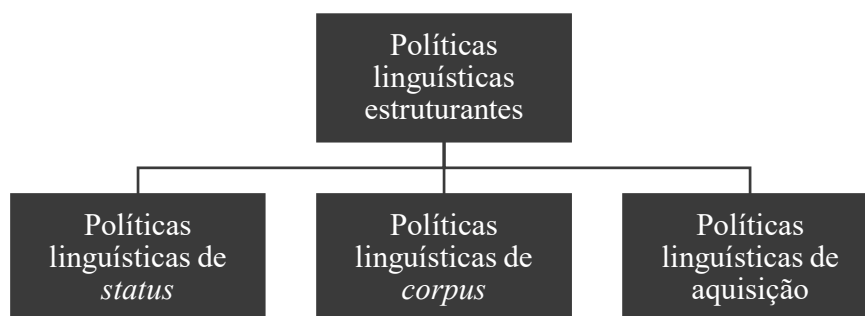 Políticas
linguísticas
estruturantes
Políticas
linguísticas de
status
Políticas
linguísticas de
corpus
Políticas
linguísticas de
aquisição